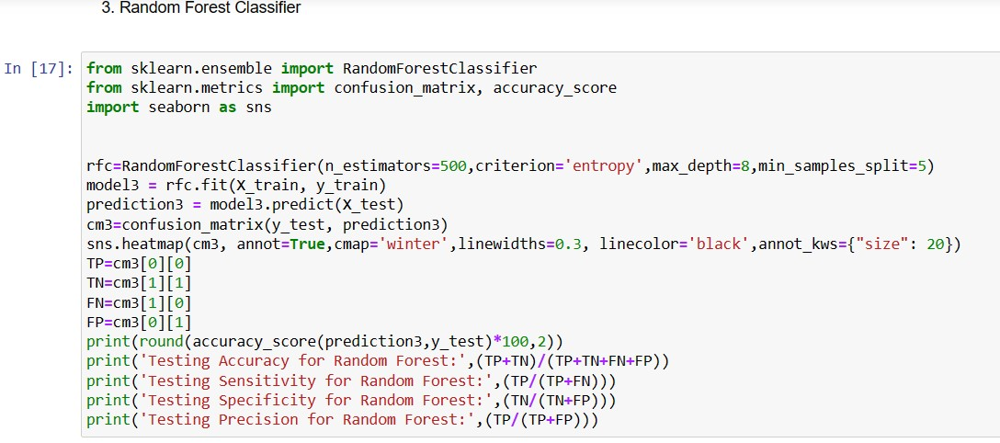 3. Random Forest Classifier
In [17]: from sklearn.ensemble import RandomForestClassifier
from sklearn.metrics import confusion_matrix, accuracy_score
import seaborn as sns
rfc=RandomForestClassifier(n_estimators=500,criterion='entropy',max_depth=8,min_samples_split=5)
model3 = rfc.fit(X_train, y_train)
prediction3 = model3.predict(X_test)
cm3=confusion_matrix(y_test, prediction3)
sns.heatmap(cm3, annot=True,cmap='winter',linewidths=0.3, linecolor='black',annot_kws={"size": 20})
TP=cm3[0][0]
TN=cm3[1][1]
FN=cm3[1][0]
FP=cm3[0][1]
print(round(accuracy_score(prediction3,y_test)*100,2))
print('Testing Accuracy for Random Forest:',(TP+TN)/(TP+TN+FN+FP))
print('Testing Sensitivity for Random Forest:',(TP/(TP+FN)))
print('Testing Specificity for Random Forest:',(TN/(TN+FP)))
print('Testing Precision for Random Forest:',(TP/(TP+FP)))